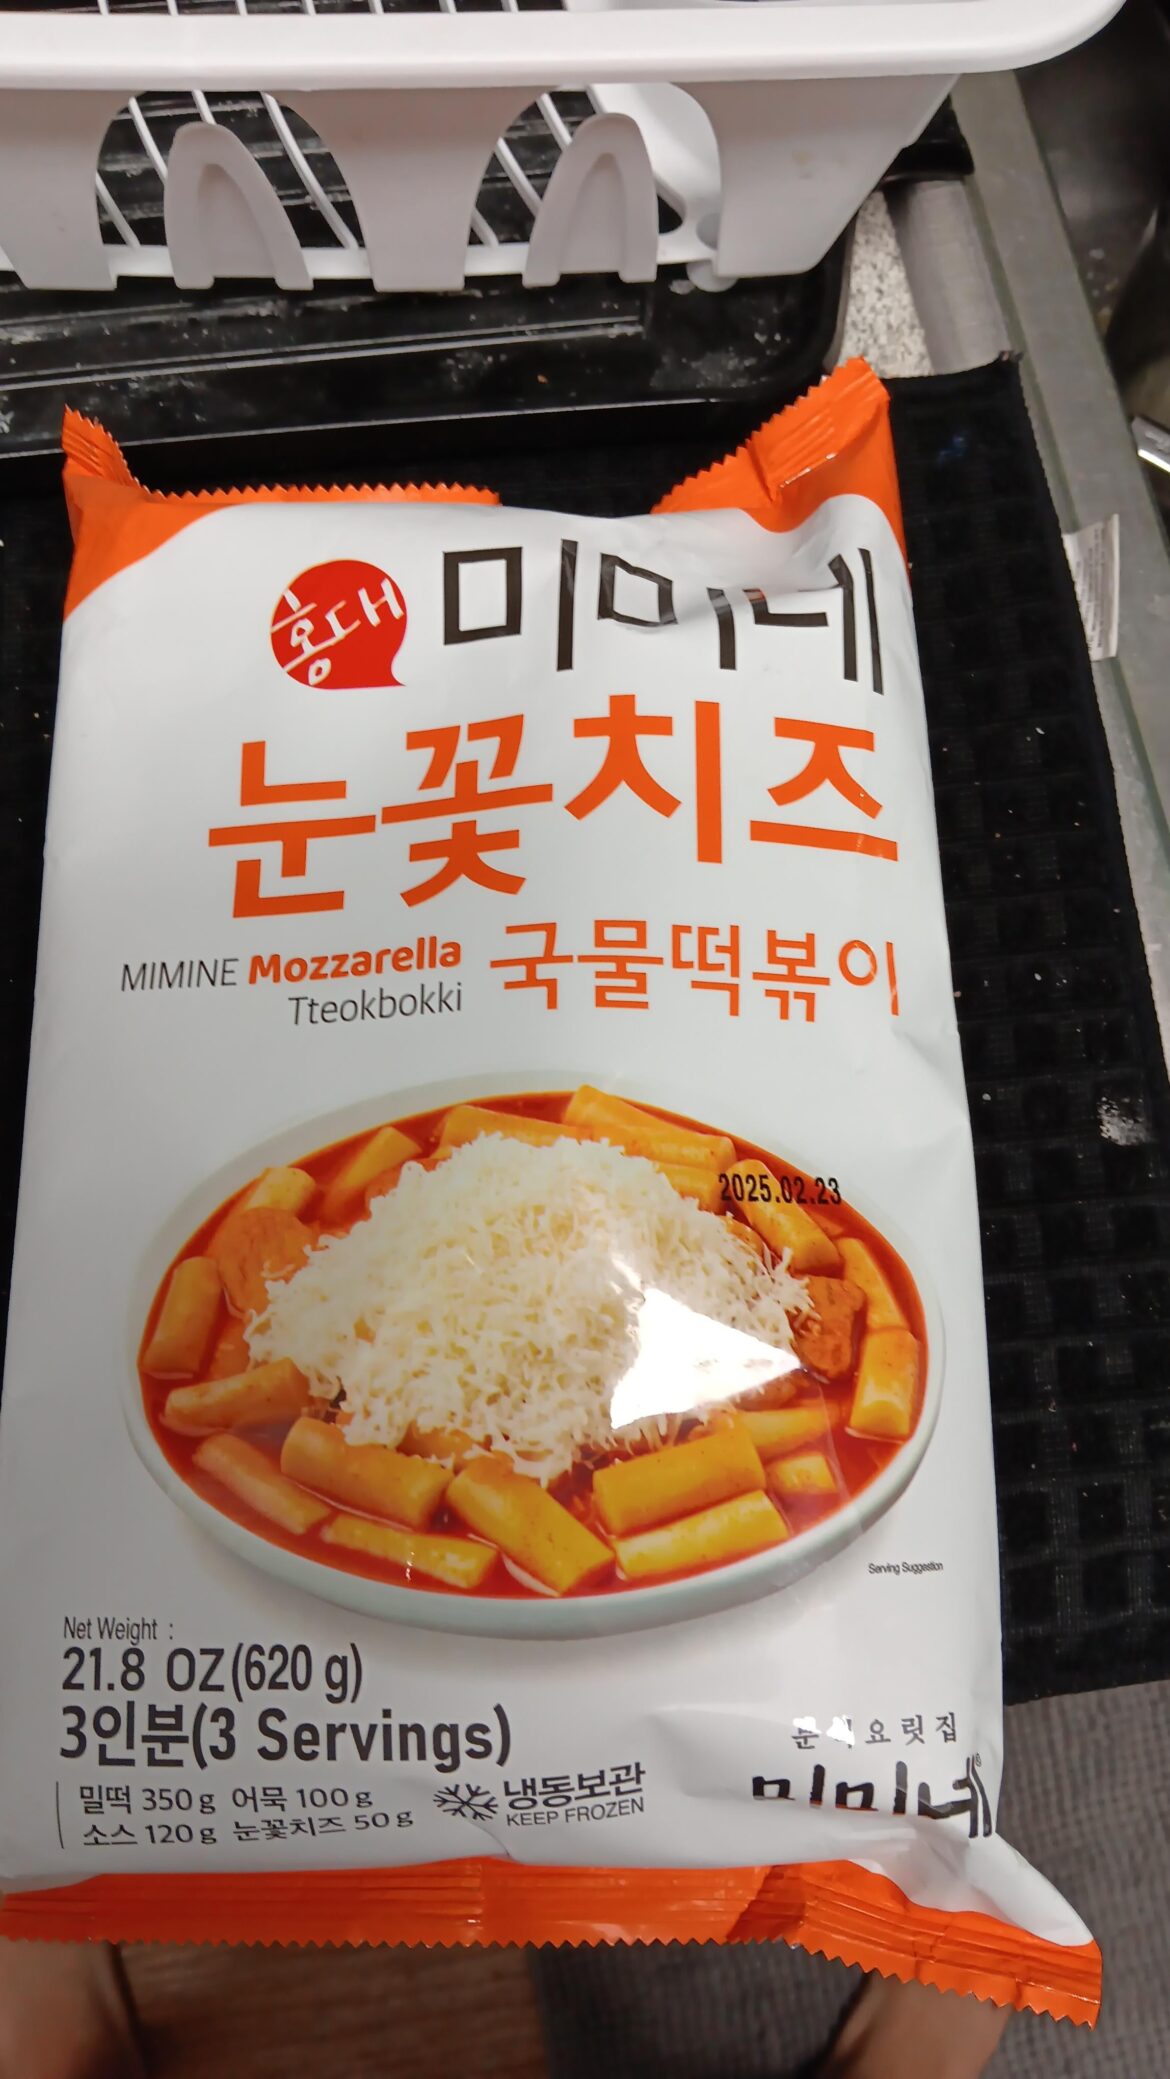 홍대
미미네
눈꽃치즈
MIMINE Mozzarella
Tteokbokki
국물떡볶이
2025.02.23
Serving Suggestion
Net Weight :
21.8 OZ(620 g)
3인분(3 Servings)
밀떡 350g 어묵 100g
소스 120g 눈꽃치즈 50g
냉동보관
KEEP FROZEN
분식요릿집
미미네®